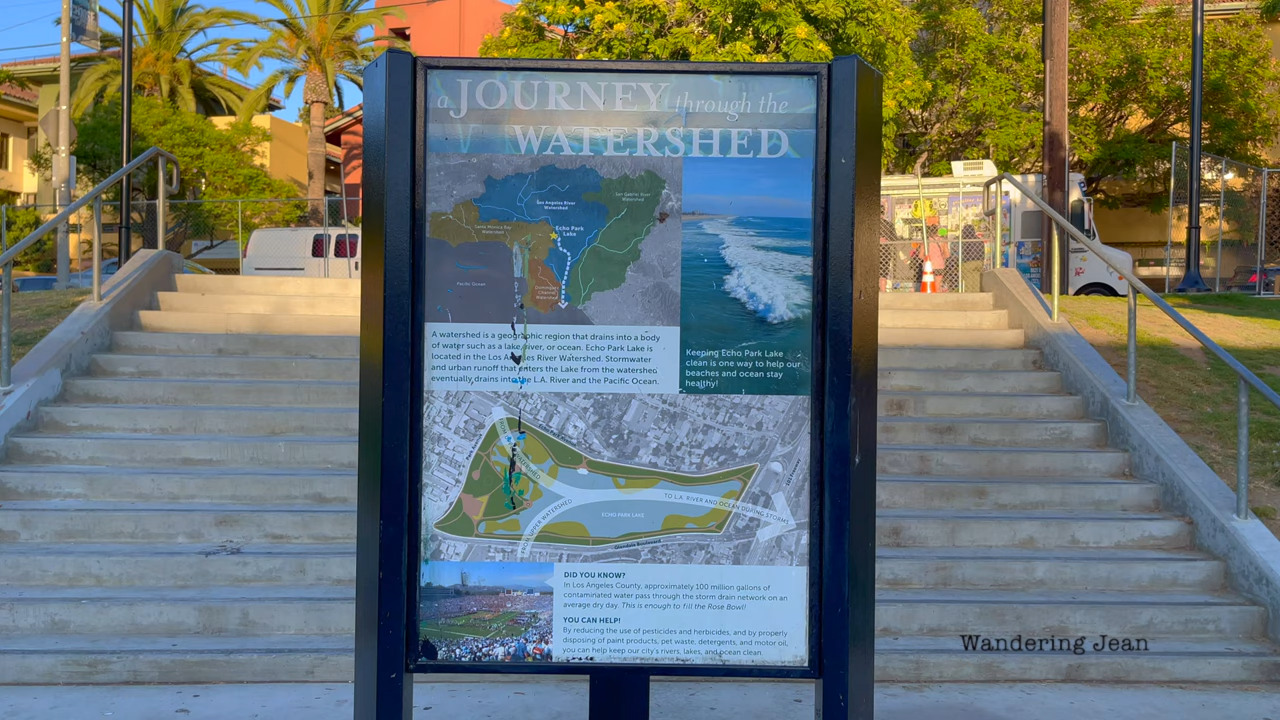 a JOURNEY through the
WATERSHED
Los Angeles River
Watershed
San Gabriel River
Watershed
Santa Monica Bay
Watershed
Echo Park
Lake
Pacific Ocean
Dominguez
Channel
Watershed
A watershed is a geographic region that drains into a body
of water such as a lake, river, or ocean. Echo Park Lake is
located in the Los Angeles River Watershed. Stormwater
and urban runoff that enters the Lake from the watershed
eventually drains into the L.A. River and the Pacific Ocean.
Keeping Echo Park Lake
clean is one way to help our
beaches and ocean stay
healthy!
FROM UPPER WATERSHED
TO L.A. RIVER AND OCEAN DURING STORMS
ECHO PARK LAKE
Glendale Boulevard
DID YOU KNOW?
In Los Angeles County, approximately 100 million gallons of
contaminated water pass through the storm drain network on an
average dry day. This is enough to fill the Rose Bowl!
YOU CAN HELP!
By reducing the use of pesticides and herbicides, and by properly
disposing of paint products, pet waste, detergents, and motor oil,
you can help keep our city's rivers, lakes, and ocean clean
Wandering Jean